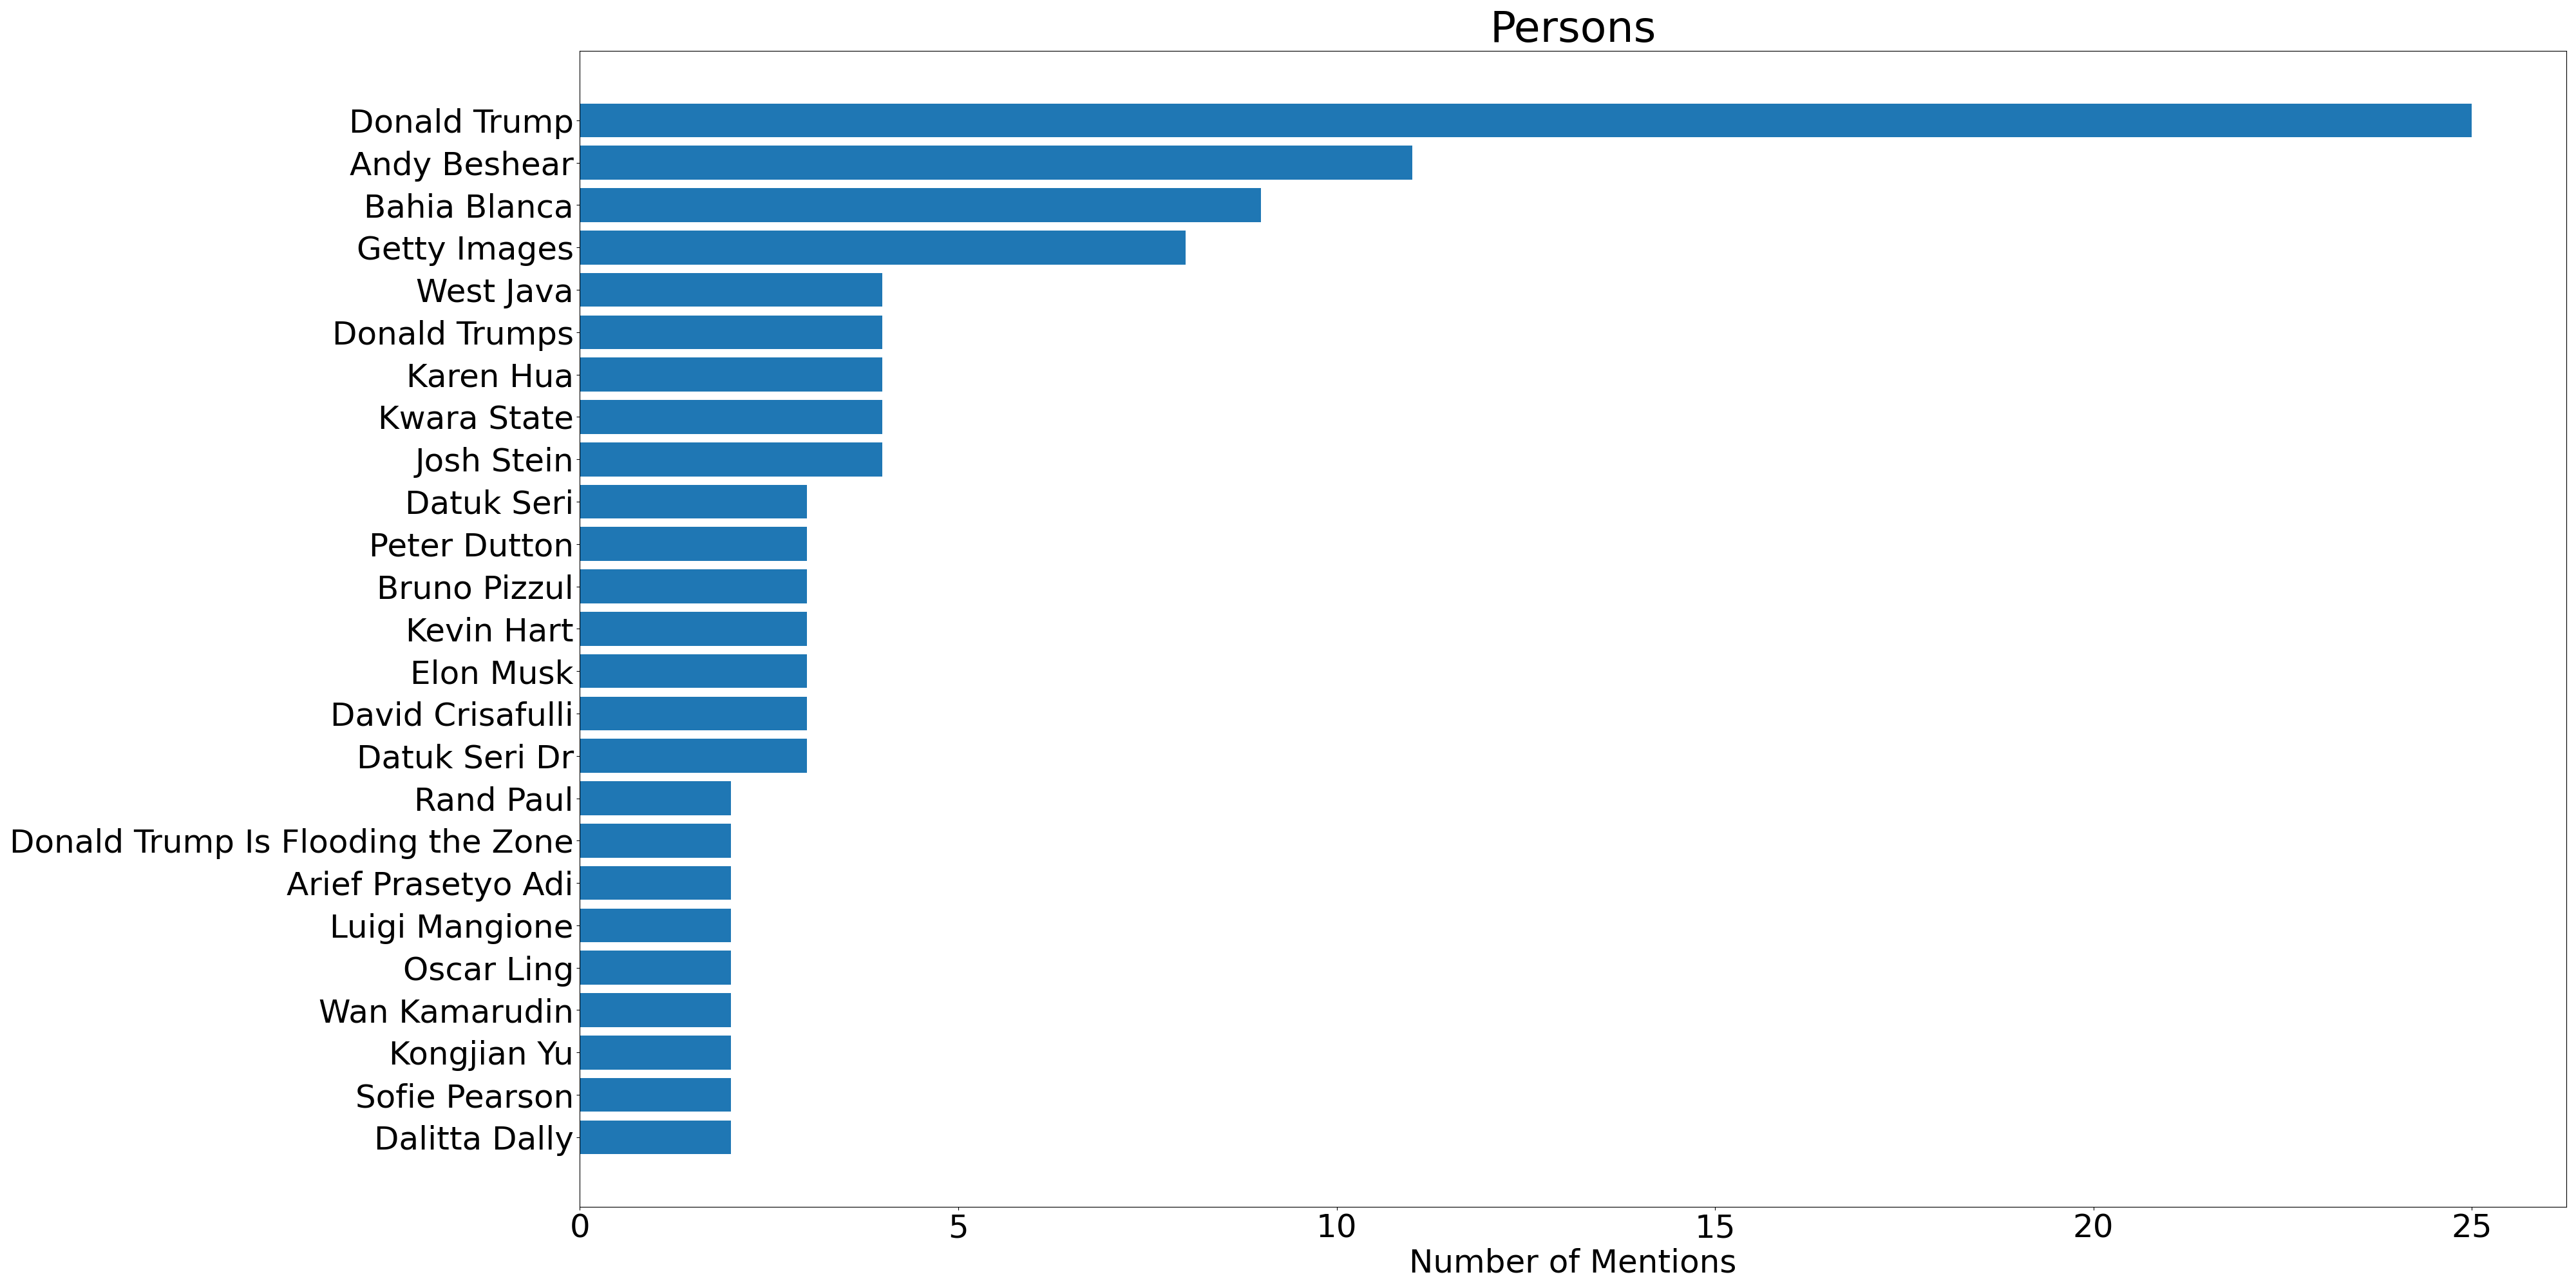 Persons
Donald Trump
Andy Beshear
Bahia Blanca
Getty Images
West Java
Donald Trumps
Karen Hua
Kwara State
Josh Stein
Datuk Seri
Peter Dutton
Bruno Pizzul
Kevin Hart
Elon Musk
David Crisafulli
Datuk Seri Dr
Rand Paul
Donald Trump Is Flooding the Zone
Arief Prasetyo Adi
Luigi Mangione
Oscar Ling
Wan Kamarudin
Kongjian Yu
Sofie Pearson
Dalitta Dally
0 5 10 15 20 25
Number of Mentions